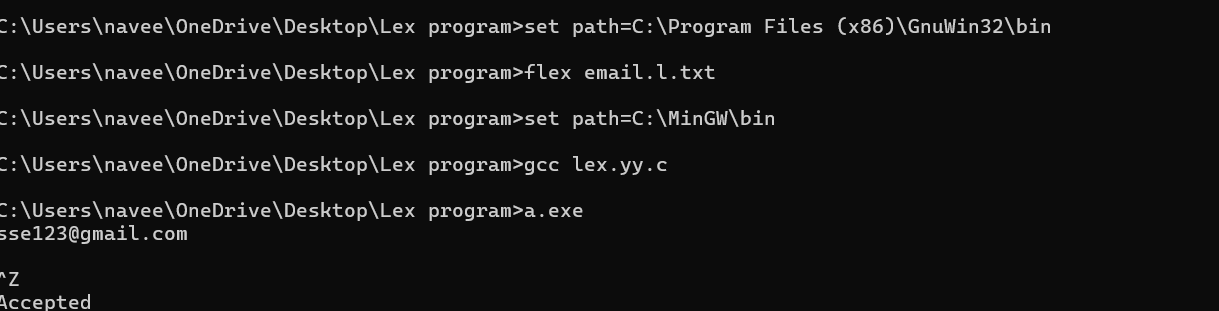 C:\Users\navee\OneDrive\Desktop\Lex program>set path=C:\Program Files (x86)\GnuWin32\bin
C:\Users\navee\OneDrive\Desktop\Lex program>flex email.l.txt
C:\Users\navee\OneDrive\Desktop\Lex program>set path=C:\MinGW\bin
C:\Users\navee\OneDrive\Desktop\Lex program>gcc lex.yy.c
C:\Users\navee\OneDrive\Desktop\Lex program>a.exe
sse123@gmail.com
^Z
Accepted